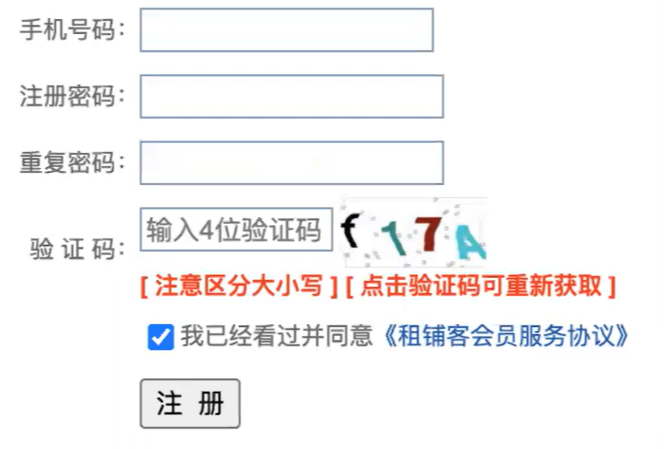 手机号码：
注册密码：
重复密码：
验 证 码： 输入4位验证码 f17A
[ 注意区分大小写 ] [ 点击验证码可重新获取 ]
我已经看过并同意《租铺客会员服务协议》
注 册